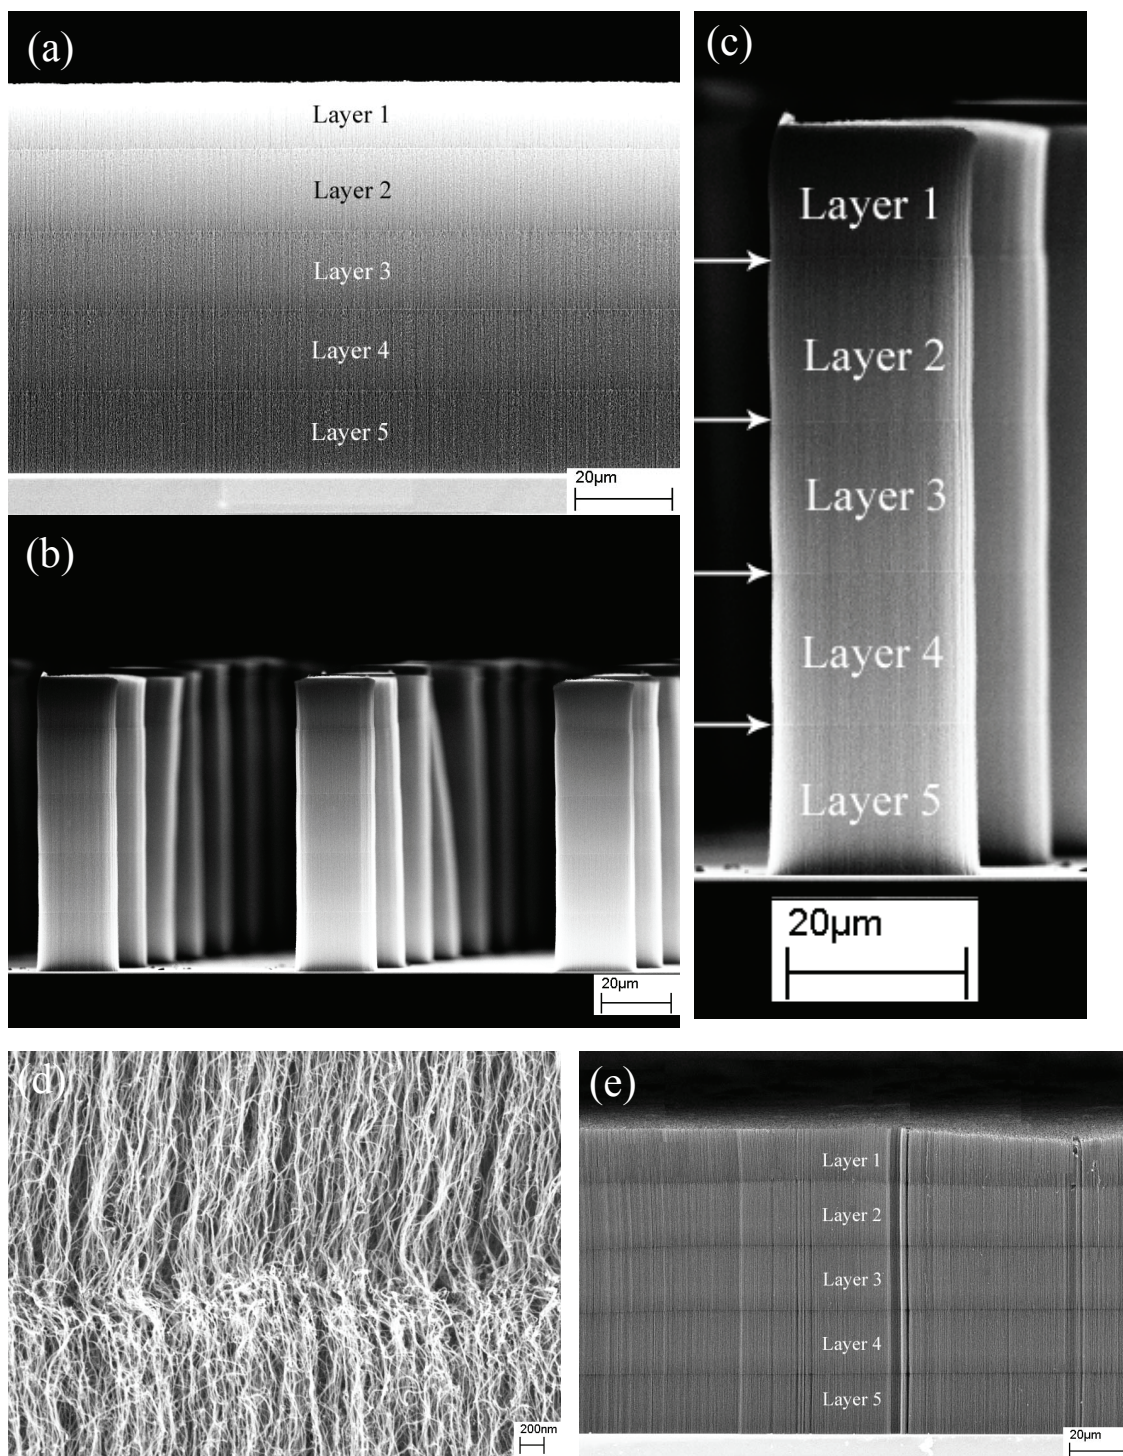 (a)
Layer 1
Layer 2
Layer 3
Layer 4
Layer 5
20µm
(b)
20µm
(c)
Layer 1
Layer 2
Layer 3
Layer 4
Layer 5
20µm
(d)
200nm
(e)
Layer 1
Layer 2
Layer 3
Layer 4
Layer 5
20µm